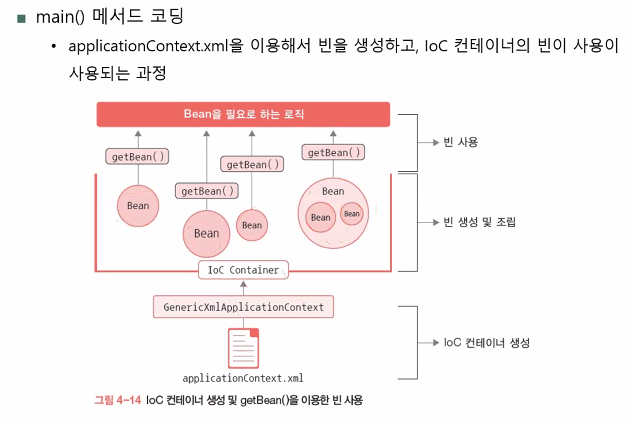 main() 메서드 코딩
applicationContext.xml을 이용해서 빈을 생성하고, IoC 컨테이너의 빈이 사용이
사용되는 과정
Bean을 필요로 하는 로직
빈 사용
getBean()
getBean()
getBean()
getBean()
Bean
Bean
Bean
Bean
Bean
Bean
빈 생성 및 조립
IoC Container
GenericXmlApplicationContext
IoC 컨테이너 생성
applicationContext.xml
그림 4-14 IoC 컨테이너 생성 및 getBean()을 이용한 빈 사용